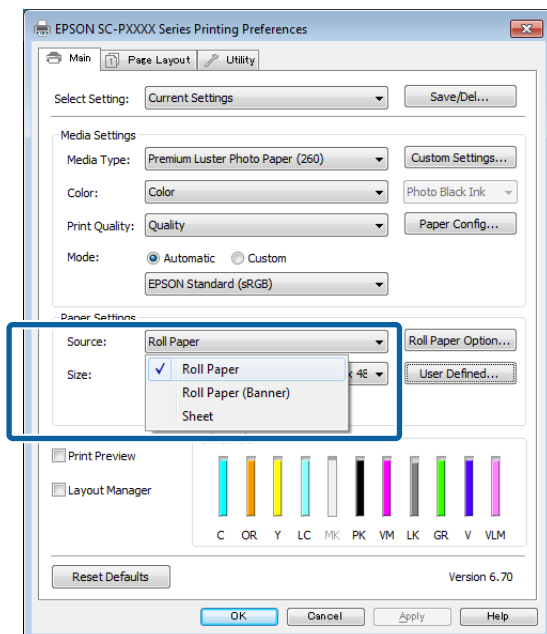 EPSON SC-PXXXX Series Printing Preferences
Main Page Layout Utility
Select Setting: Current Settings Save/Del...
Media Settings
Media Type: Premium Luster Photo Paper (260) Custom Settings...
Color: Color Photo Black Ink
Print Quality: Quality Paper Config...
Mode: Automatic Custom
EPSON Standard (sRGB)
Paper Settings
Source: Roll Paper Roll Paper Option...
Size: x 48 User Defined...
Roll Paper
Roll Paper (Banner)
Sheet
Print Preview
Layout Manager
C OR Y LC MK PK VM LK GR V VLM
Reset Defaults Version 6.70
OK Cancel Apply Help